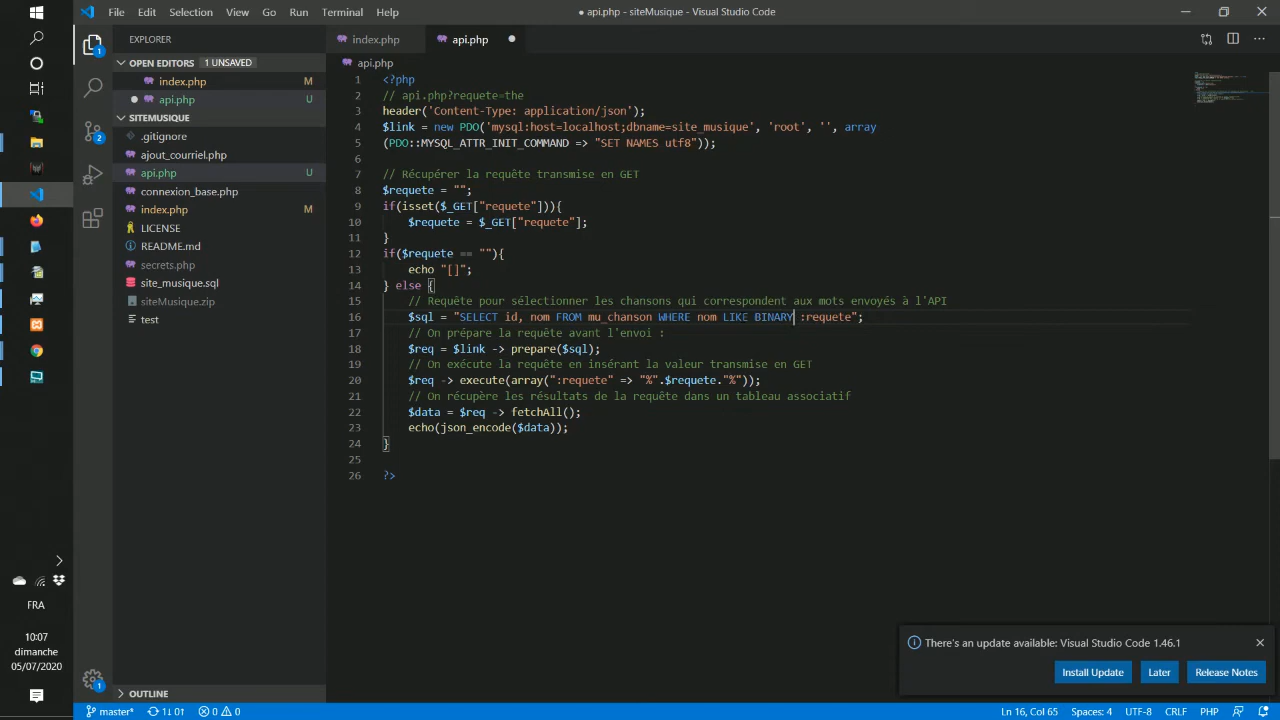 File Edit Selection View Go Run Terminal Help
● api.php - siteMusique - Visual Studio Code
EXPLORER
OPEN EDITORS 1 UNSAVED
index.php M
api.php U
SITEMUSIQUE
.gitignore
ajout_courriel.php
api.php U
connexion_base.php
index.php M
LICENSE
README.md
secrets.php
site_musique.sql
siteMusique.zip
test
OUTLINE
index.php api.php
api.php
1 <?php
2 // api.php?requete=the
3 header('Content-Type: application/json');
4 $link = new PDO('mysql:host=localhost;dbname=site_musique', 'root', '', array
5 (PDO::MYSQL_ATTR_INIT_COMMAND => "SET NAMES utf8"));
6
7 // Récupérer la requête transmise en GET
8 $requete = "";
9 if(isset($_GET["requete"])){
10 $requete = $_GET["requete"];
11 }
12 if($requete == ""){
13 echo "[]";
14 } else {
15 // Requête pour sélectionner les chansons qui correspondent aux mots envoyés à l'API
16 $sql = "SELECT id, nom FROM mu_chanson WHERE nom LIKE BINARY :requete";
17 // On prépare la requête avant l'envoi :
18 $req = $link -> prepare($sql);
19 // On exécute la requête en insérant la valeur transmise en GET
20 $req -> execute(array(":requete" => "%".$requete."%"));
21 // On récupère les résultats de la requête dans un tableau associatif
22 $data = $req -> fetchAll();
23 echo(json_encode($data));
24 }
25
26 ?>
There's an update available: Visual Studio Code 1.46.1
Install Update Later Release Notes
FRA
10:07
dimanche
05/07/2020
1
2
1
master* 1↓ 0↑ 0 0
Ln 16, Col 65 Spaces: 4 UTF-8 CRLF PHP